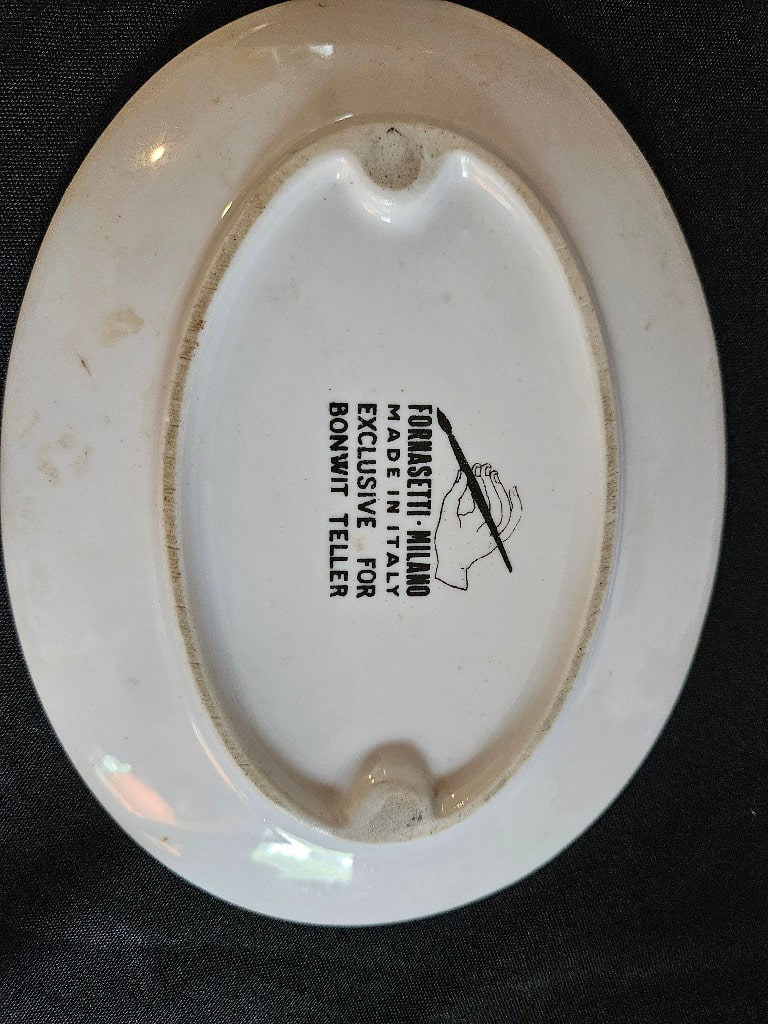 FORNASETTI · MILANO
MADE IN ITALY
EXCLUSIVE FOR
BONWIT TELLER